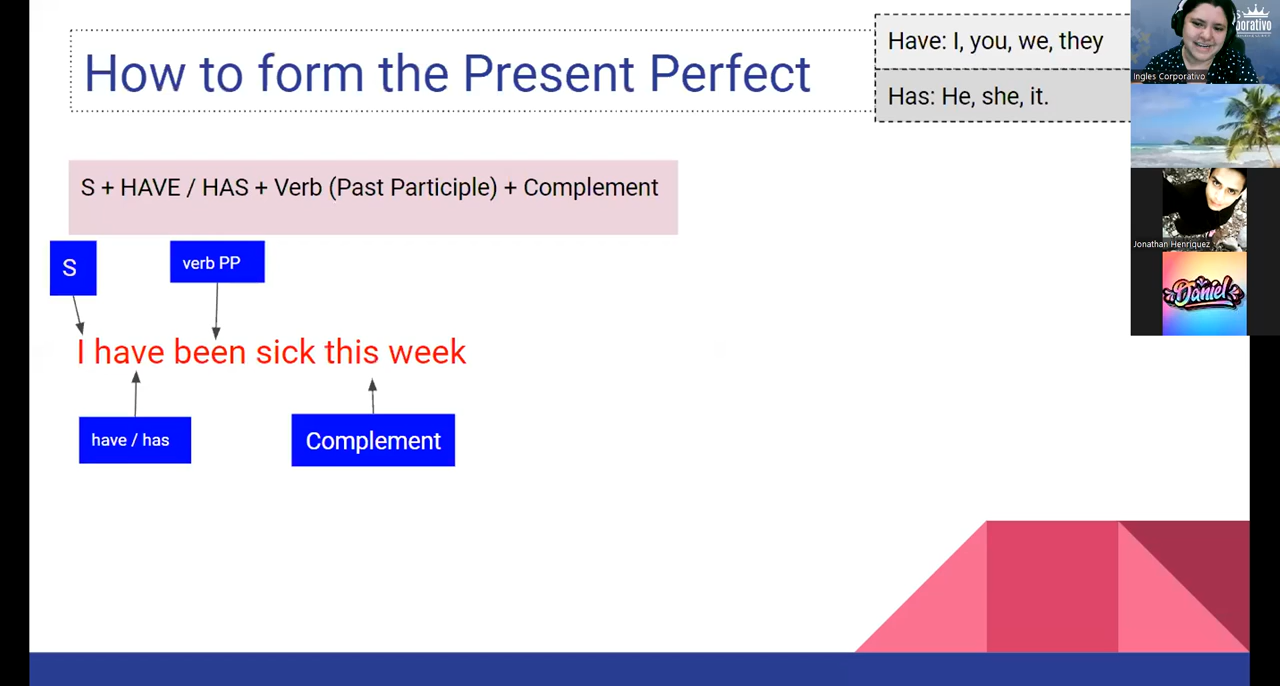 How to form the Present Perfect
Have: I, you, we, they
Has: He, she, it.
S + HAVE / HAS + Verb (Past Participle) + Complement
S
verb PP
I have been sick this week
have / has
Complement
Ingles Corporativo
Jonathan Henriquez
Daniel